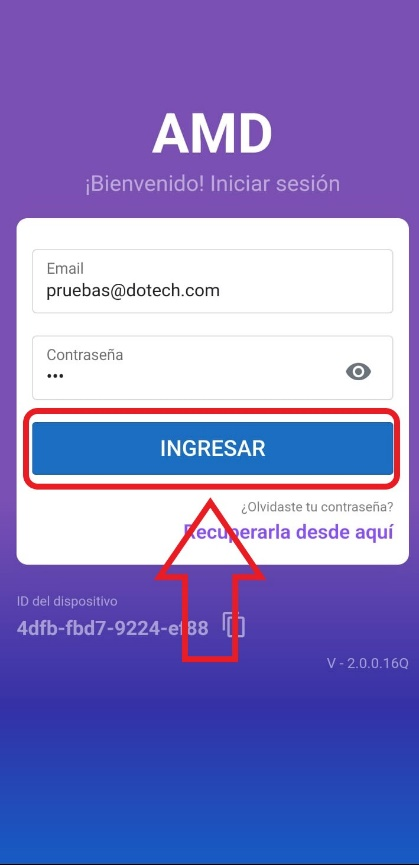 AMD
¡Bienvenido! Iniciar sesión
Email
pruebas@dotech.com
Contraseña
•••
INGRESAR
¿Olvidaste tu contraseña?
Recuperarla desde aquí
ID del dispositivo
4dfb-fbd7-9224-ef88
V - 2.0.0.16Q